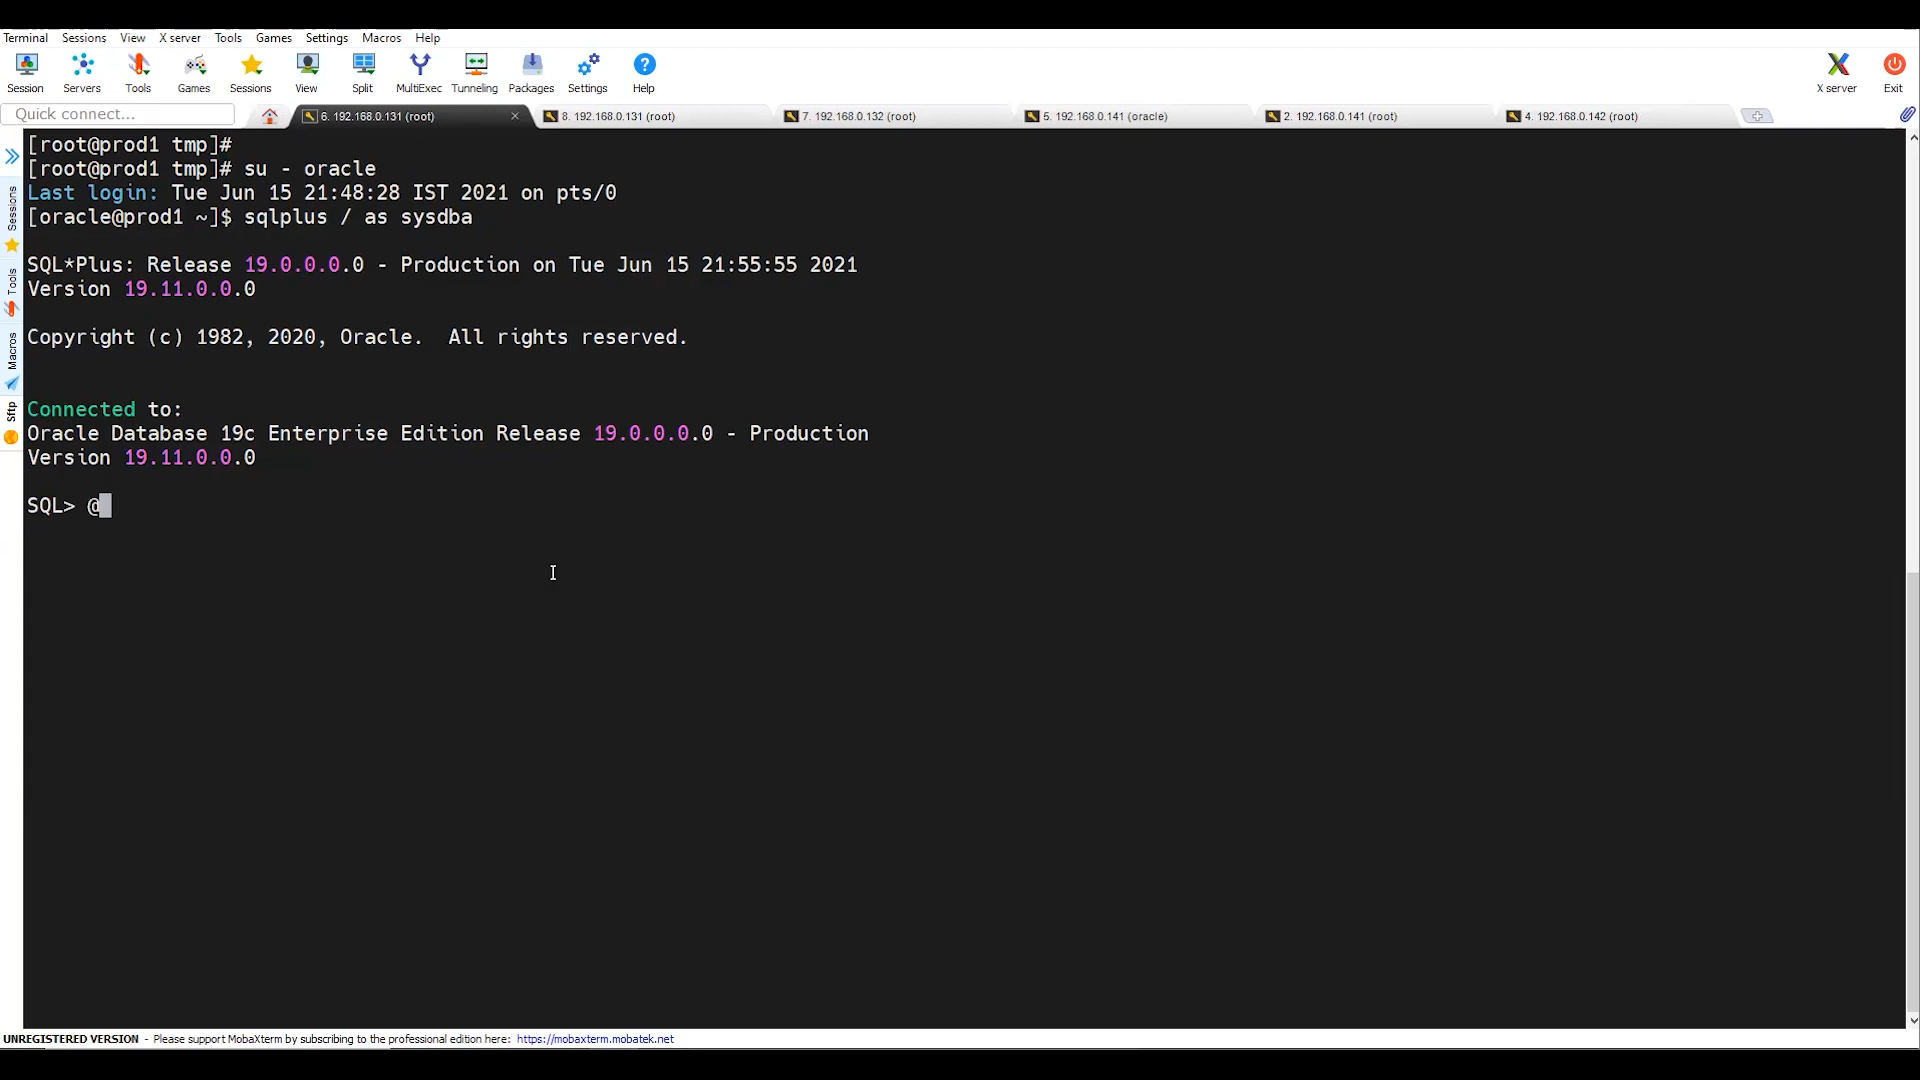 Terminal Sessions View X server Tools Games Settings Macros Help
Session Servers Tools Games Sessions View Split MultiExec Tunneling Packages Settings Help X server Exit
Quick connect... 6. 192.168.0.131 (root) 8. 192.168.0.131 (root) 7. 192.168.0.132 (root) 5. 192.168.0.141 (oracle) 2. 192.168.0.141 (root) 4. 192.168.0.142 (root)
Sessions
Tools
Macros
Sftp
[root@prod1 tmp]#
[root@prod1 tmp]# su - oracle
Last login: Tue Jun 15 21:48:28 IST 2021 on pts/0
[oracle@prod1 ~]$ sqlplus / as sysdba
SQL*Plus: Release 19.0.0.0.0 - Production on Tue Jun 15 21:55:55 2021
Version 19.11.0.0.0
Copyright (c) 1982, 2020, Oracle.  All rights reserved.
Connected to:
Oracle Database 19c Enterprise Edition Release 19.0.0.0.0 - Production
Version 19.11.0.0.0
SQL> @
UNREGISTERED VERSION - Please support MobaXterm by subscribing to the professional edition here: https://mobaxterm.mobatek.net